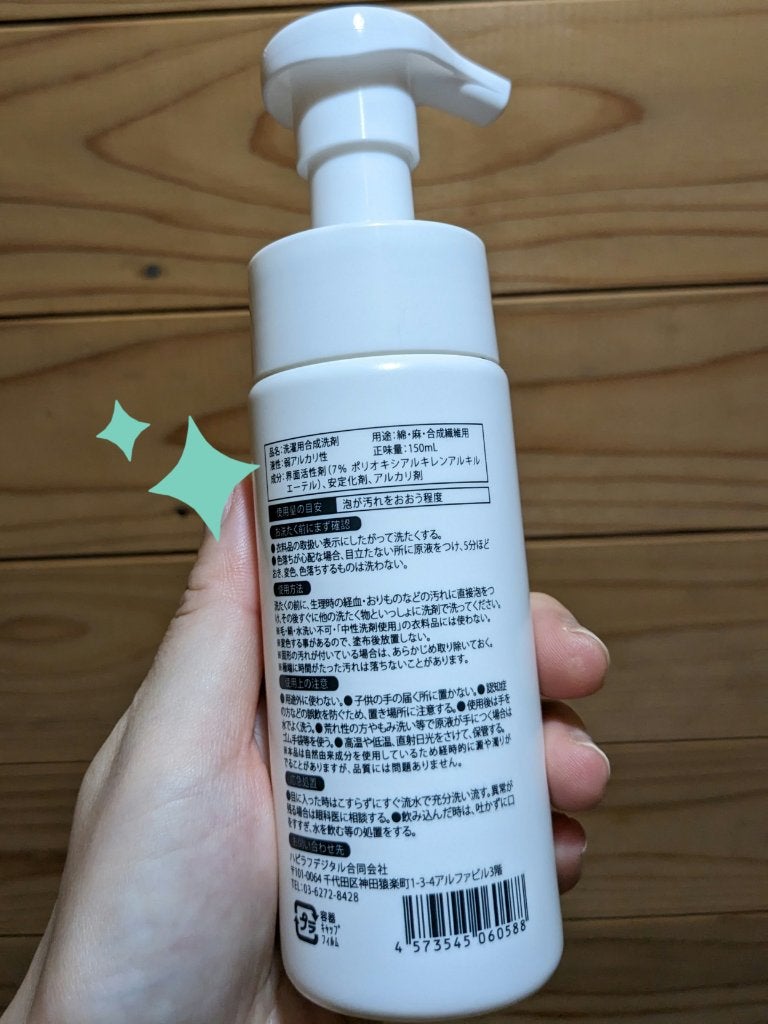 品名:洗濯用合成洗剤 用途:綿・麻・合成繊維用
液性:弱アルカリ性 正味量:150mL
成分:界面活性剤(7% ポリオキシアルキレンアルキル
エーテル)、安定化剤、アルカリ剤
使用量の目安 泡が汚れをおおう程度
お洗たく前にまず確認
●衣料品の取扱い表示にしたがって洗たくする。
●色落ちが心配な場合、目立たない所に原液をつけ、5分ほど
おき、変色、色落ちするものは洗わない。
使用方法
洗たくの前に、生理時の経血・おりものなどの汚れに直接泡をつ
け、その後すぐに他の洗たく物といっしょに洗剤で洗ってください。
※毛・絹・水洗い不可・「中性洗剤使用」の衣料品には使わない。
※変色する事があるので、塗布後放置しない。
※固形の汚れが付いている場合は、あらかじめ取り除いておく。
※極端に時間がたった汚れは落ちないことがあります。
使用上の注意
●用途外に使わない。●子供の手の届く所に置かない。●認知症
の方などの誤飲を防ぐため、置き場所に注意する。●使用後は手を
水でよく洗う。●荒れ性の方やもみ洗い等で原液が手につく場合は
ゴム手袋等を使う。●高温や低温、直射日光をさけて、保管する。
※本品は自然由来成分を使用しているため経時的に澱や濁りが
でることがありますが、品質には問題ありません。
応急処置
●目に入った時はこすらずにすぐ流水で充分洗い流す。異常が
残る場合は眼科医に相談する。●飲み込んだ時は、吐かずに口
をすすぎ、水を飲む等の処置をする。
お問い合わせ先
ハピラフデジタル合同会社
〒101-0064 千代田区神田猿楽町1-3-4アルファビル3階
TEL:03-6272-8428
プラ
容器
キャップ
フィルム
4 573545 060588